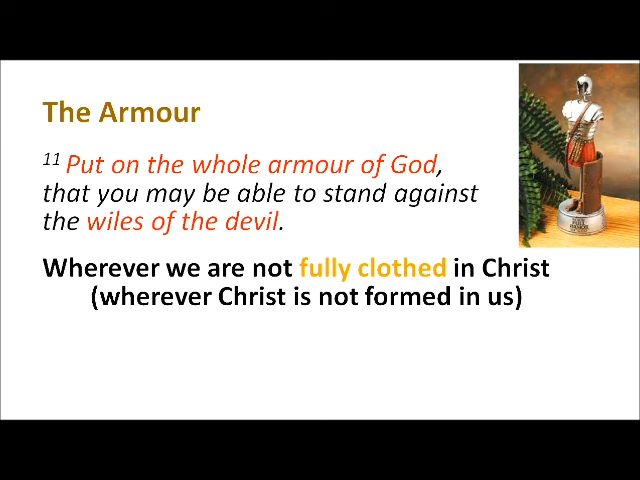 The Armour
11 Put on the whole armour of God,
that you may be able to stand against
the wiles of the devil.
Wherever we are not fully clothed in Christ
(wherever Christ is not formed in us)